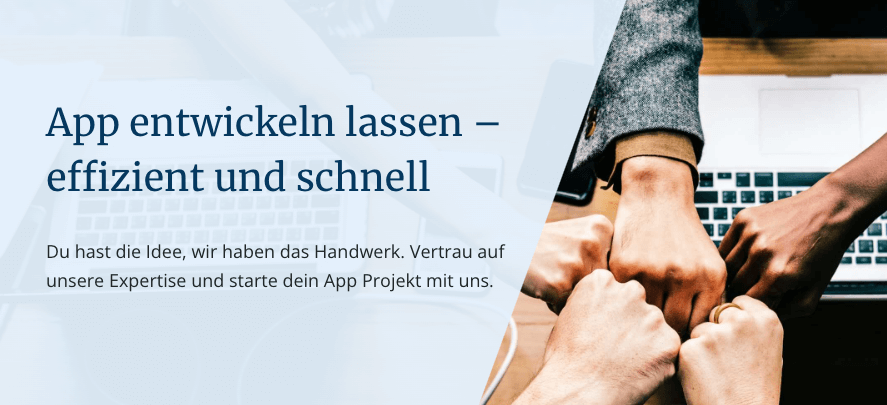 App entwickeln lassen –
effizient und schnell
Du hast die Idee, wir haben das Handwerk. Vertrau auf
unsere Expertise und starte dein App Projekt mit uns.